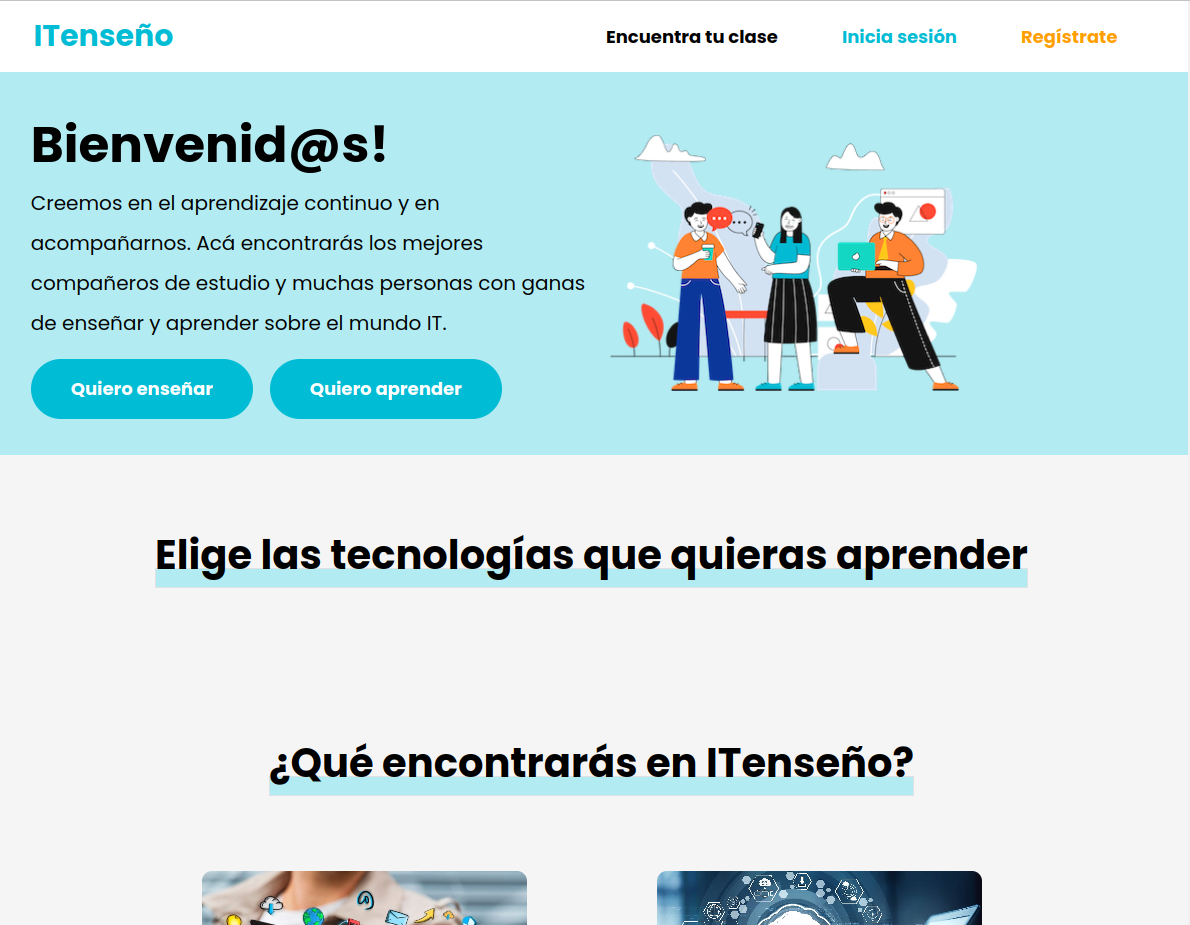 ITenseño
Encuentra tu clase
Inicia sesión
Regístrate
Bienvenid@s!
Creemos en el aprendizaje continuo y en
acompañarnos. Acá encontrarás los mejores
compañeros de estudio y muchas personas con ganas
de enseñar y aprender sobre el mundo IT.
Quiero enseñar
Quiero aprender
Elige las tecnologías que quieras aprender
¿Qué encontrarás en ITenseño?